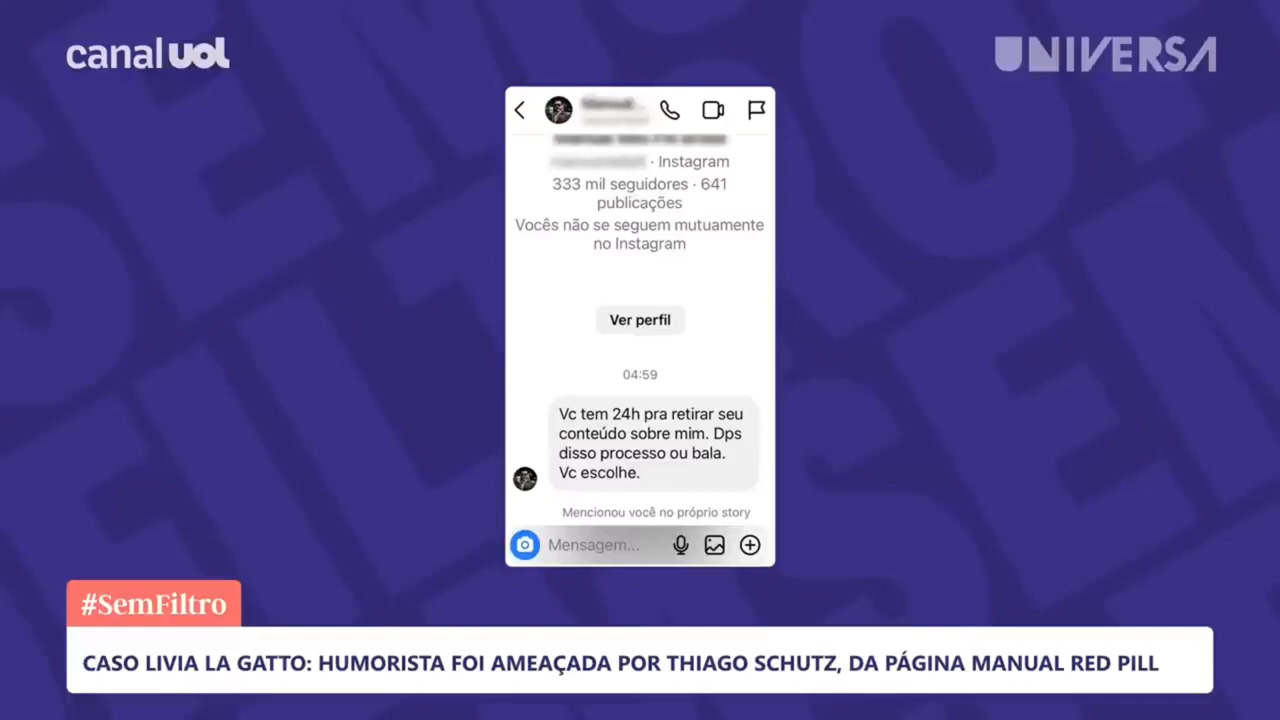 canal uol
UNIVERSA
· Instagram
333 mil seguidores · 641
publicações
Vocês não se seguem mutuamente
no Instagram
Ver perfil
04:59
Vc tem 24h pra retirar seu
conteúdo sobre mim. Dps
disso processo ou bala.
Vc escolhe.
Mencionou você no próprio story
Mensagem...
#SemFiltro
CASO LIVIA LA GATTO: HUMORISTA FOI AMEAÇADA POR THIAGO SCHUTZ, DA PÁGINA MANUAL RED PILL